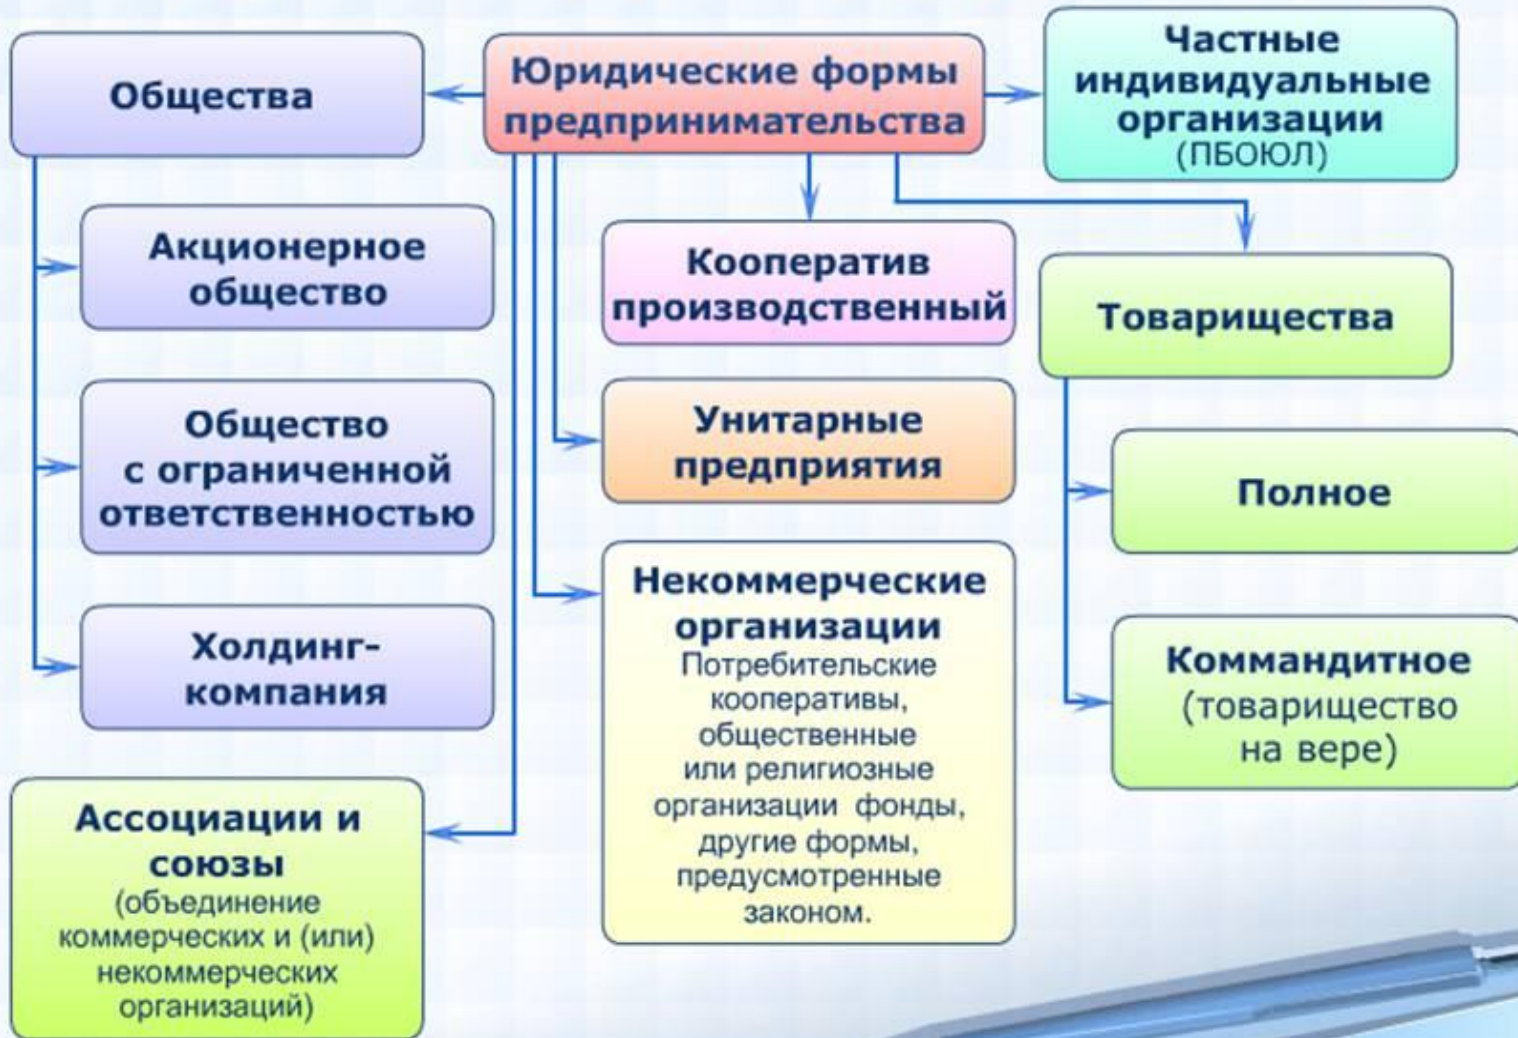 Юридические формы
предпринимательства
Общества
Акционерное
общество
Общество
с ограниченной
ответственностью
Холдинг-
компания
Ассоциации и
союзы
(объединение
коммерческих и (или)
некоммерческих
организаций)
Кооператив
производственный
Унитарные
предприятия
Некоммерческие
организации
Потребительские
кооперативы,
общественные
или религиозные
организации фонды,
другие формы,
предусмотренные
законом.
Частные
индивидуальные
организации
(ПБОЮЛ)
Товарищества
Полное
Коммандитное
(товарищество
на вере)